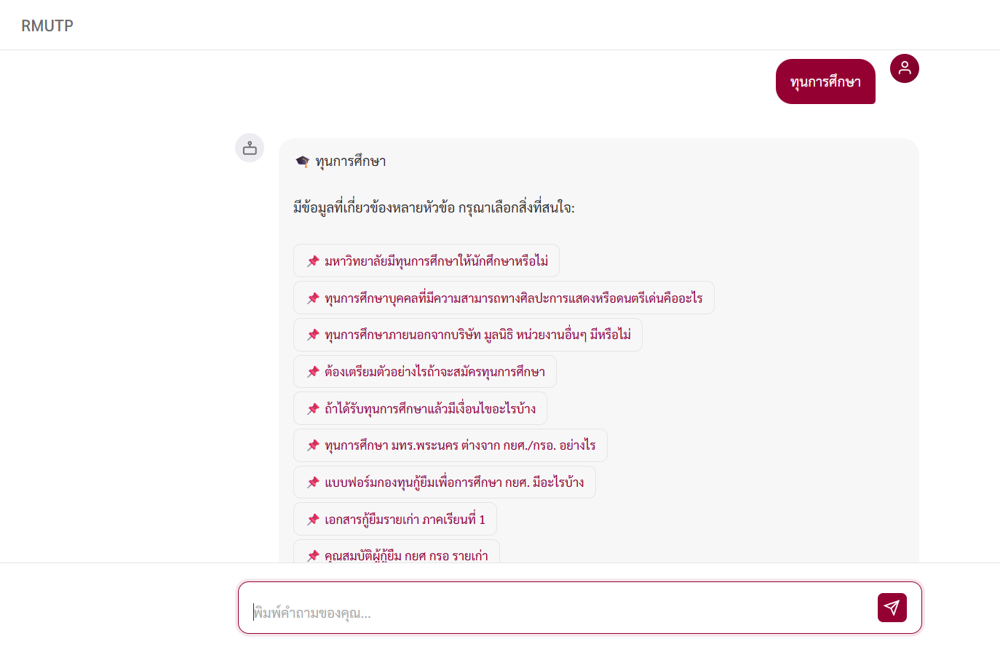 RMUTP
ทุนการศึกษา
🎓 ทุนการศึกษา
มีข้อมูลที่เกี่ยวข้องหลายหัวข้อ กรุณาเลือกสิ่งที่สนใจ:
📌 มหาวิทยาลัยมีทุนการศึกษาให้นักศึกษาหรือไม่
📌 ทุนการศึกษาบุคคลที่มีความสามารถทางศิลปะการแสดงหรือดนตรีเด่นคืออะไร
📌 ทุนการศึกษาภายนอกจากบริษัท มูลนิธิ หน่วยงานอื่นๆ มีหรือไม่
📌 ต้องเตรียมตัวอย่างไรถ้าจะสมัครทุนการศึกษา
📌 ถ้าได้รับทุนการศึกษาแล้วมีเงื่อนไขอะไรบ้าง
📌 ทุนการศึกษา มทร.พระนคร ต่างจาก กยศ./กรอ. อย่างไร
📌 แบบฟอร์มกองทุนกู้ยืมเพื่อการศึกษา กยศ. มีอะไรบ้าง
📌 เอกสารกู้ยืมรายเก่า ภาคเรียนที่ 1
📌 คุณสมบัติผู้กู้ยืม กยศ กรอ รายเก่า
พิมพ์คำถามของคุณ...